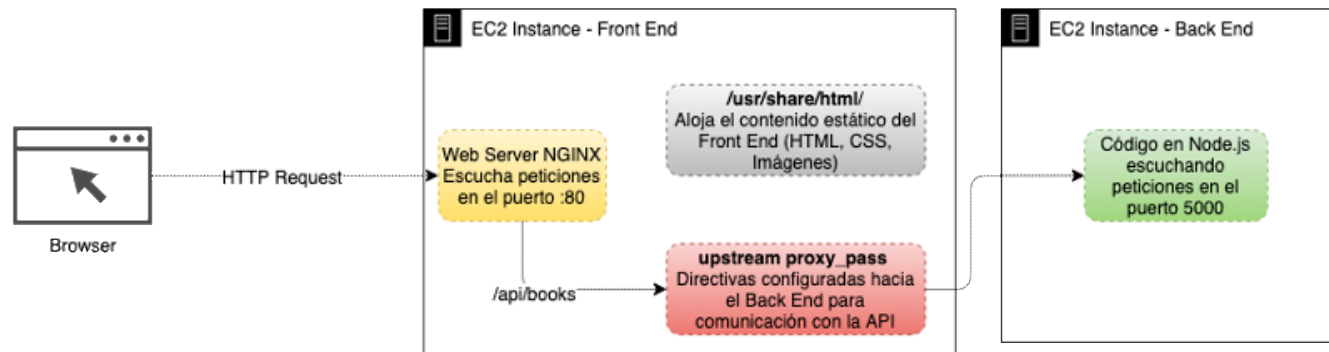 EC2 Instance - Front End
EC2 Instance - Back End
/usr/share/html/
Aloja el contenido estático del
Front End (HTML, CSS,
Imágenes)
Web Server NGINX
Escucha peticiones
en el puerto :80
Código en Node.js
escuchando
peticiones en el
puerto 5000
HTTP Request
Browser
upstream proxy_pass
Directivas configuradas hacia
el Back End para
comunicación con la API
/api/books